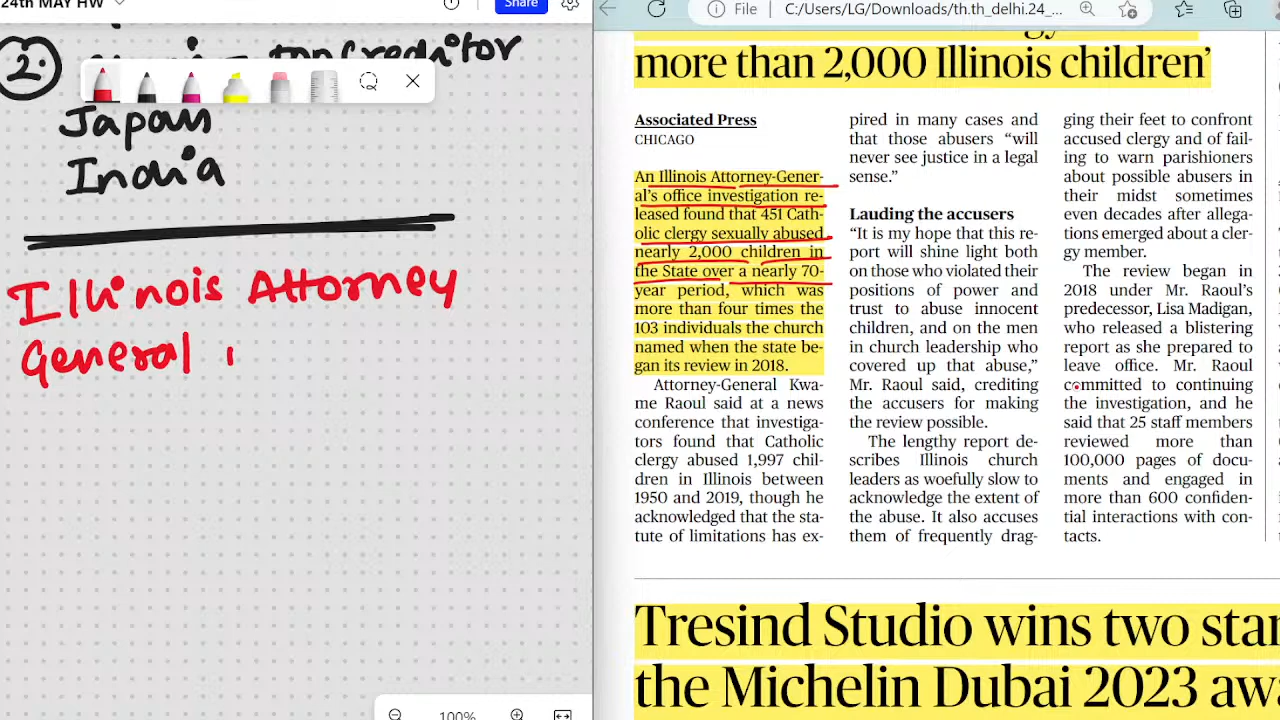 24TH MAY HW
Share
2.
top Creditor
Japan
India
Illinois Attorney
General
100%
File
C:/Users/LG/Downloads/th.th_delhi.24_...
more than 2,000 Illinois children’
Associated Press
CHICAGO
An Illinois Attorney-Gener-
al’s office investigation re-
leased found that 451 Cath-
olic clergy sexually abused
nearly 2,000 children in
the State over a nearly 70-
year period, which was
more than four times the
103 individuals the church
named when the state be-
gan its review in 2018.
Attorney-General Kwa-
me Raoul said at a news
conference that investiga-
tors found that Catholic
clergy abused 1,997 chil-
dren in Illinois between
1950 and 2019, though he
acknowledged that the sta-
tute of limitations has ex-
pired in many cases and
that those abusers “will
never see justice in a legal
sense.”
Lauding the accusers
“It is my hope that this re-
port will shine light both
on those who violated their
positions of power and
trust to abuse innocent
children, and on the men
in church leadership who
covered up that abuse,”
Mr. Raoul said, crediting
the accusers for making
the review possible.
The lengthy report de-
scribes Illinois church
leaders as woefully slow to
acknowledge the extent of
the abuse. It also accuses
them of frequently drag-
ging their feet to confront
accused clergy and of fail-
ing to warn parishioners
about possible abusers in
their midst sometimes
even decades after allega-
tions emerged about a cler-
gy member.
The review began in
2018 under Mr. Raoul’s
predecessor, Lisa Madigan,
who released a blistering
report as she prepared to
leave office. Mr. Raoul
committed to continuing
the investigation, and he
said that 25 staff members
reviewed more than
100,000 pages of docu-
ments and engaged in
more than 600 confiden-
tial interactions with con-
tacts.
Tresind Studio wins two star
the Michelin Dubai 2023 awa